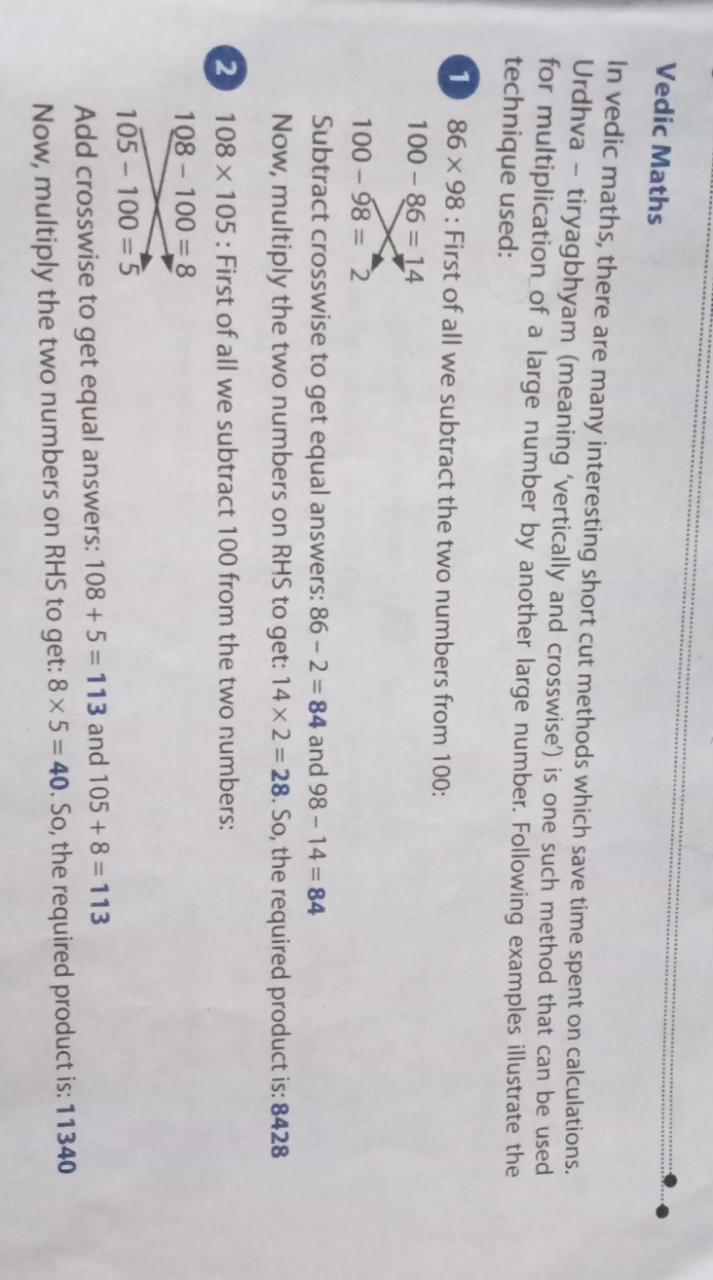 Vedic Maths
In vedic maths, there are many interesting short cut methods which save time spent on calculations.
Urdhva – tiryagbhyam (meaning ‘vertically and crosswise’) is one such method that can be used
for multiplication of a large number by another large number. Following examples illustrate the
technique used:
1 86 × 98 : First of all we subtract the two numbers from 100:
100 – 86 = 14
100 – 98 = 2
Subtract crosswise to get equal answers: 86 – 2 = 84 and 98 – 14 = 84
Now, multiply the two numbers on RHS to get: 14 × 2 = 28. So, the required product is: 8428
2 108 × 105 : First of all we subtract 100 from the two numbers:
108 – 100 = 8
105 – 100 = 5
Add crosswise to get equal answers: 108 + 5 = 113 and 105 + 8 = 113
Now, multiply the two numbers on RHS to get: 8 × 5 = 40. So, the required product is: 11340